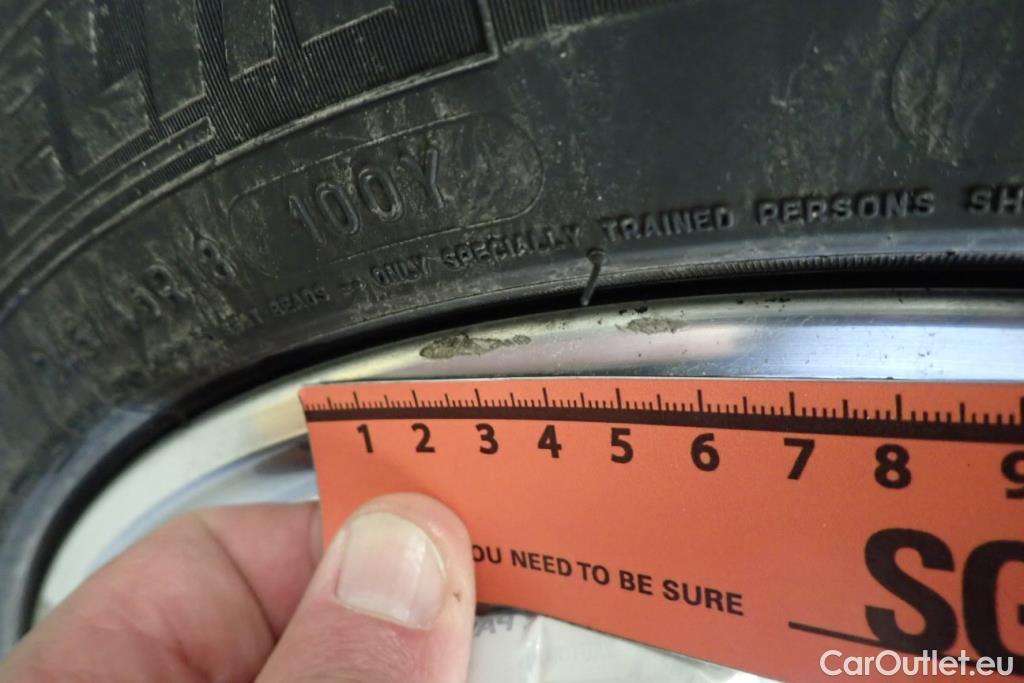 100Y
ONLY SPECIALLY TRAINED PERSONS SH
1 2 3 4 5 6 7 8 9
OU NEED TO BE SURE
SG
CarOutlet.eu